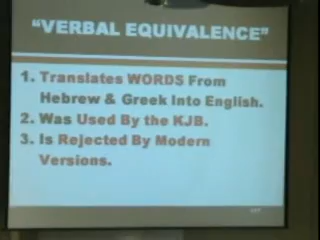 “VERBAL EQUIVALENCE”
1. Translates WORDS From
Hebrew & Greek Into English.
2. Was Used By the KJB.
3. Is Rejected By Modern
Versions.